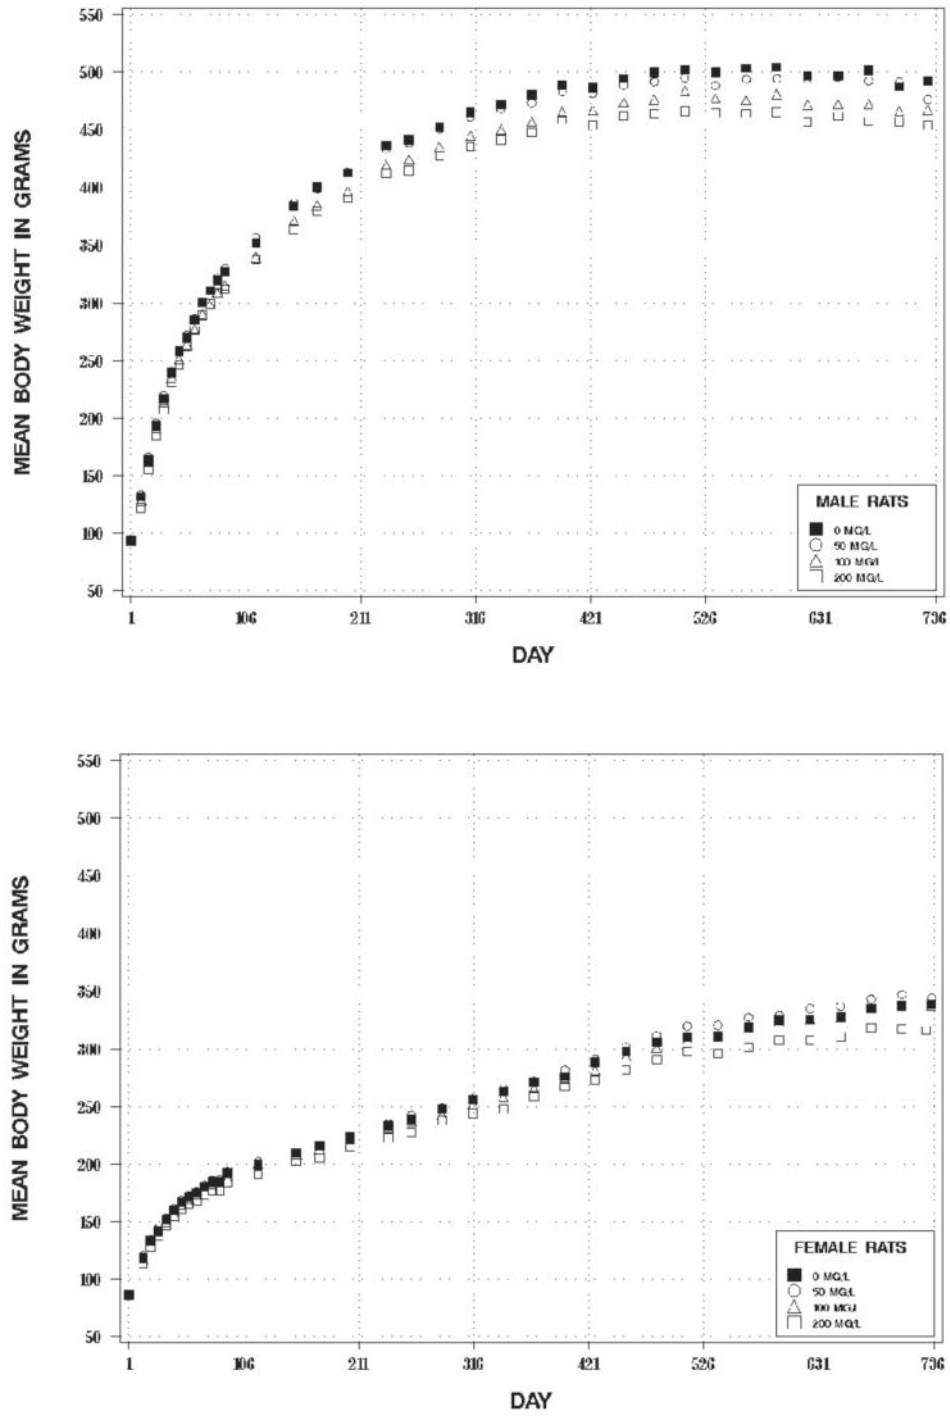 550
500
450
400
350
300
250
200
150
100
50
MEAN BODY WEIGHT IN GRAMS
MALE RATS
0 MG/L
50 MG/L
100 MG/L
200 MG/L
1 106 211 316 421 526 631 736
DAY
550
500
450
400
350
300
250
200
150
100
50
MEAN BODY WEIGHT IN GRAMS
FEMALE RATS
0 MG/L
50 MG/L
100 MG/L
200 MG/L
1 106 211 316 421 526 631 736
DAY